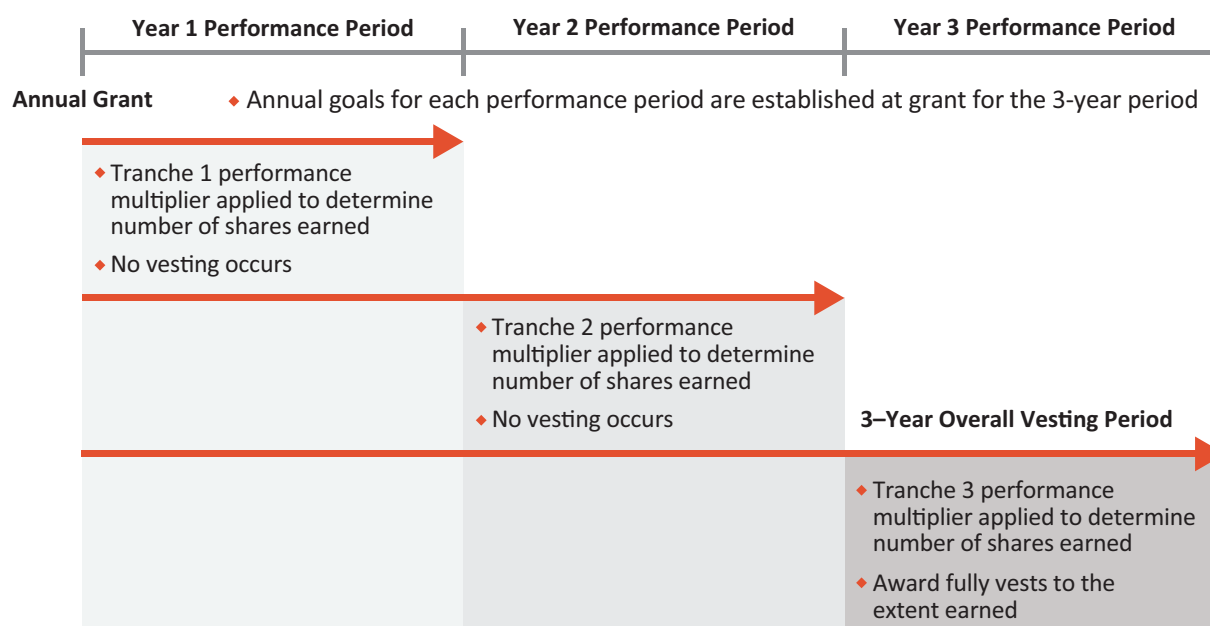 Year 1 Performance Period
Year 2 Performance Period
Year 3 Performance Period
Annual Grant
◆ Annual goals for each performance period are established at grant for the 3-year period
◆ Tranche 1 performance
multiplier applied to determine
number of shares earned
◆ No vesting occurs
◆ Tranche 2 performance
multiplier applied to determine
number of shares earned
◆ No vesting occurs
3–Year Overall Vesting Period
◆ Tranche 3 performance
multiplier applied to determine
number of shares earned
◆ Award fully vests to the
extent earned